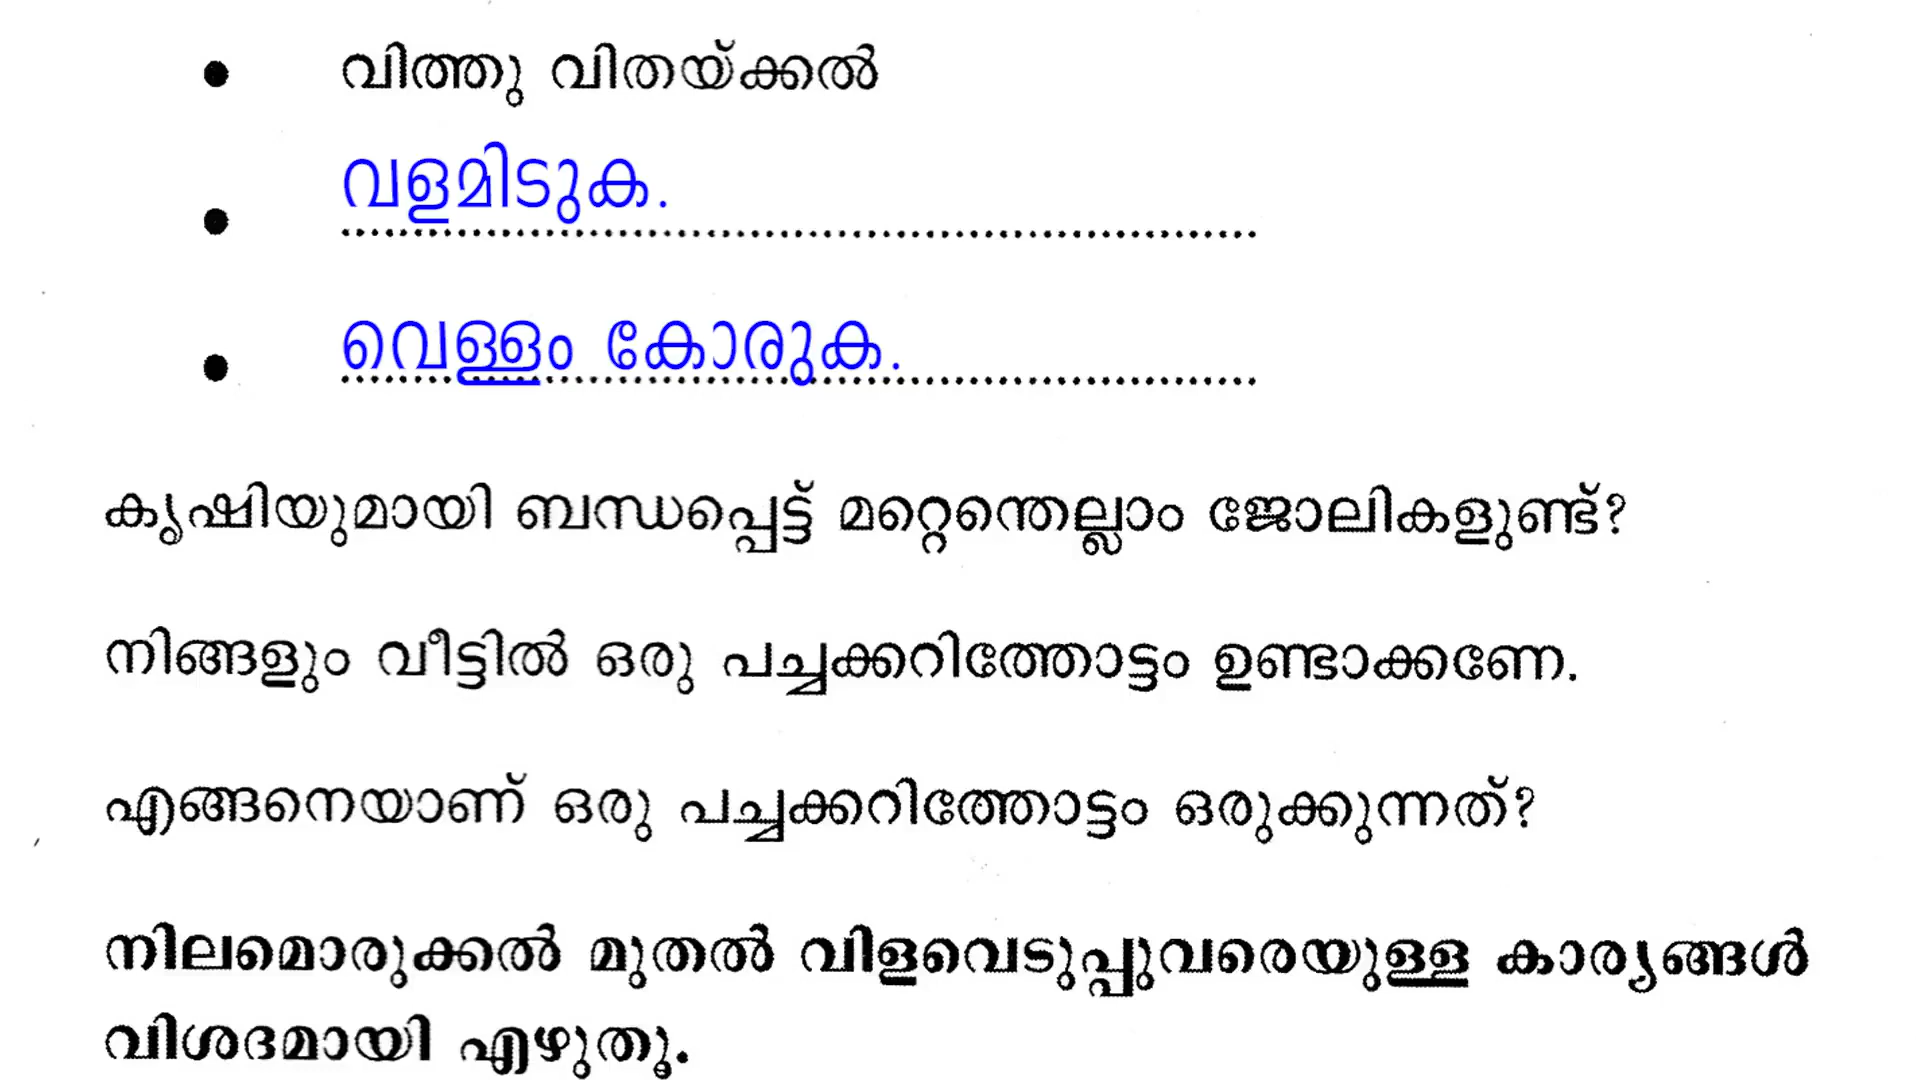 • വിത്തു വിതയ്ക്കൽ
• വളമിടുക.
• വെള്ളം കോരുക.
കൃഷിയുമായി ബന്ധപ്പെട്ട് മറ്റെന്തെല്ലാം ജോലികളുണ്ട്?
നിങ്ങളും വീട്ടിൽ ഒരു പച്ചക്കറിത്തോട്ടം ഉണ്ടാക്കണേ.
എങ്ങനെയാണ് ഒരു പച്ചക്കറിത്തോട്ടം ഒരുക്കുന്നത്?
നിലമൊരുക്കൽ മുതൽ വിളവെടുപ്പുവരെയുള്ള കാര്യങ്ങൾ
വിശദമായി എഴുതൂ.